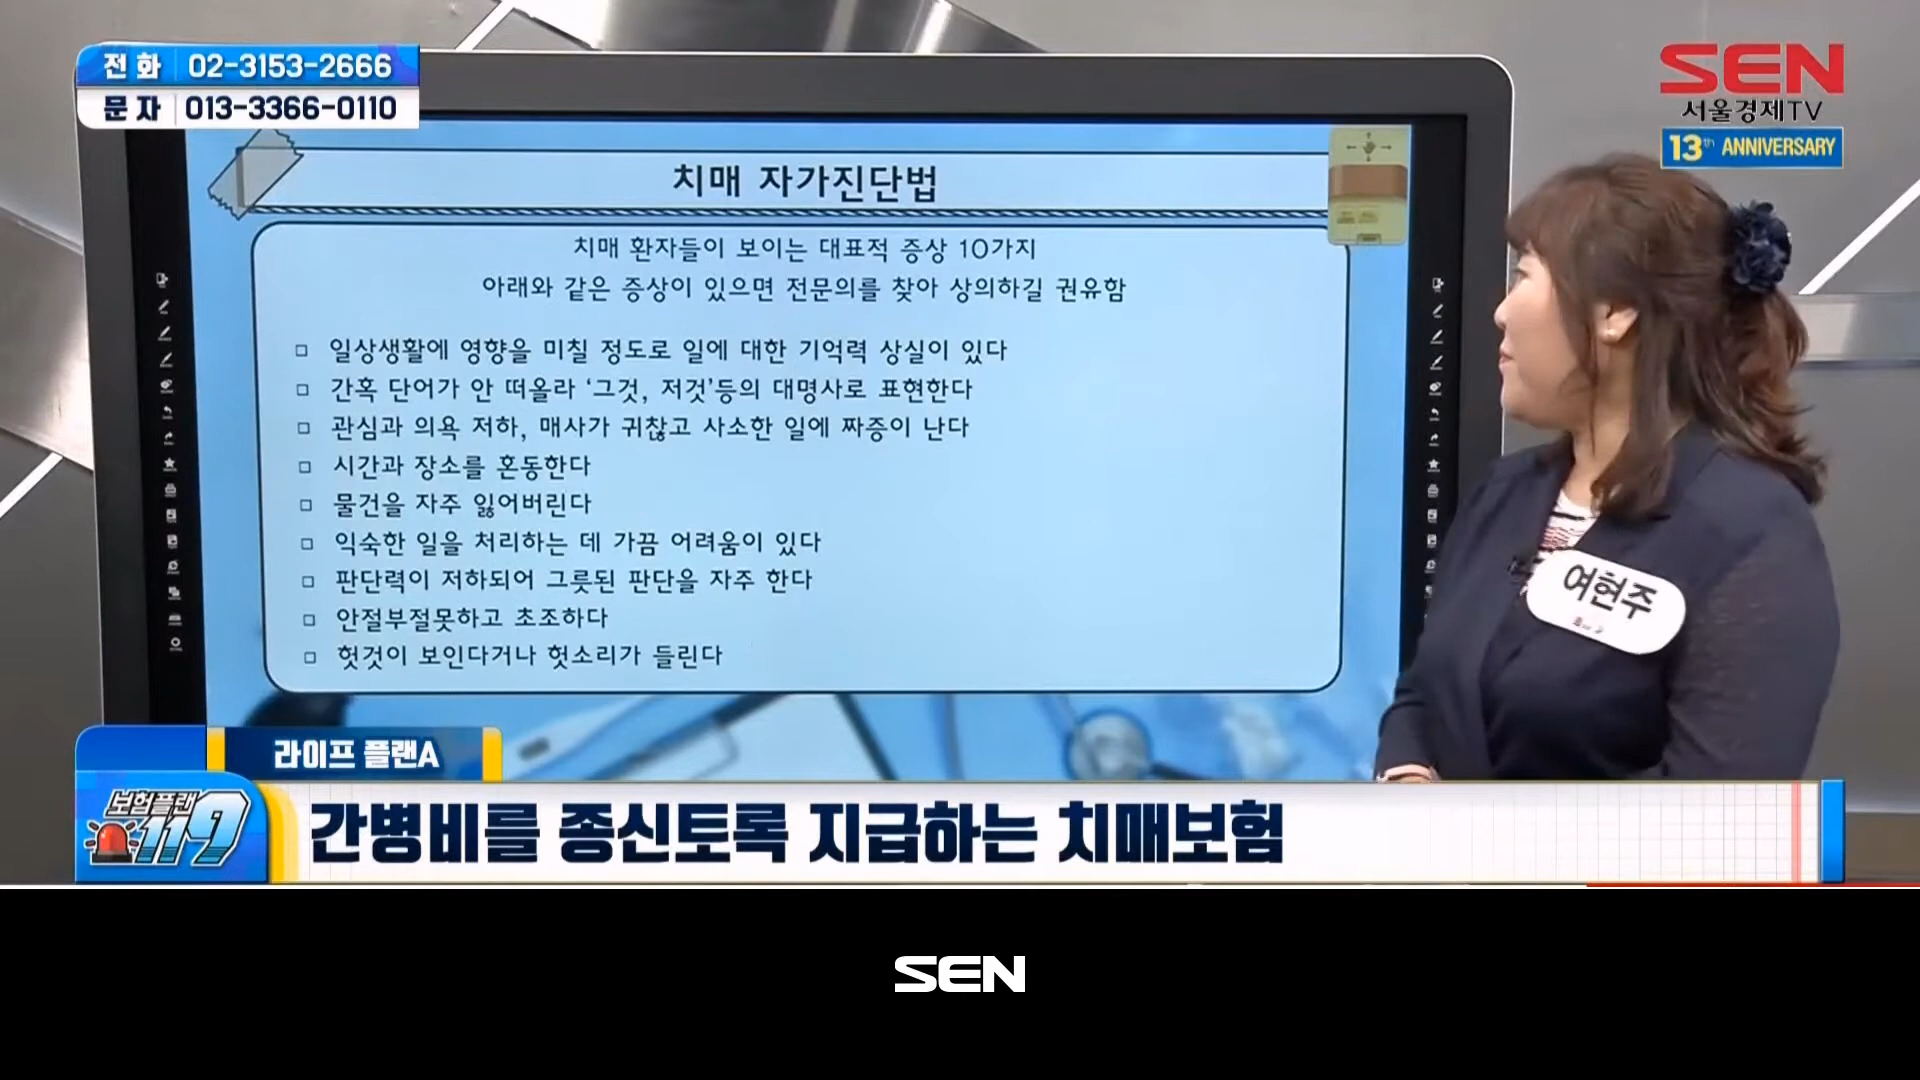 전화 02-3153-2666
문자 013-3366-0110
SEN
서울경제TV
13th ANNIVERSARY
치매 자가진단법
치매 환자들이 보이는 대표적 증상 10가지
아래와 같은 증상이 있으면 전문의를 찾아 상의하길 권유함
□ 일상생활에 영향을 미칠 정도로 일에 대한 기억력 상실이 있다
□ 간혹 단어가 안 떠올라 ‘그것, 저것’등의 대명사로 표현한다
□ 관심과 의욕 저하, 매사가 귀찮고 사소한 일에 짜증이 난다
□ 시간과 장소를 혼동한다
□ 물건을 자주 잃어버린다
□ 익숙한 일을 처리하는 데 가끔 어려움이 있다
□ 판단력이 저하되어 그릇된 판단을 자주 한다
□ 안절부절못하고 초조하다
□ 헛것이 보인다거나 헛소리가 들린다
여현주
라이프 플랜A
보험플랜
119
간병비를 종신토록 지급하는 치매보험
SEN